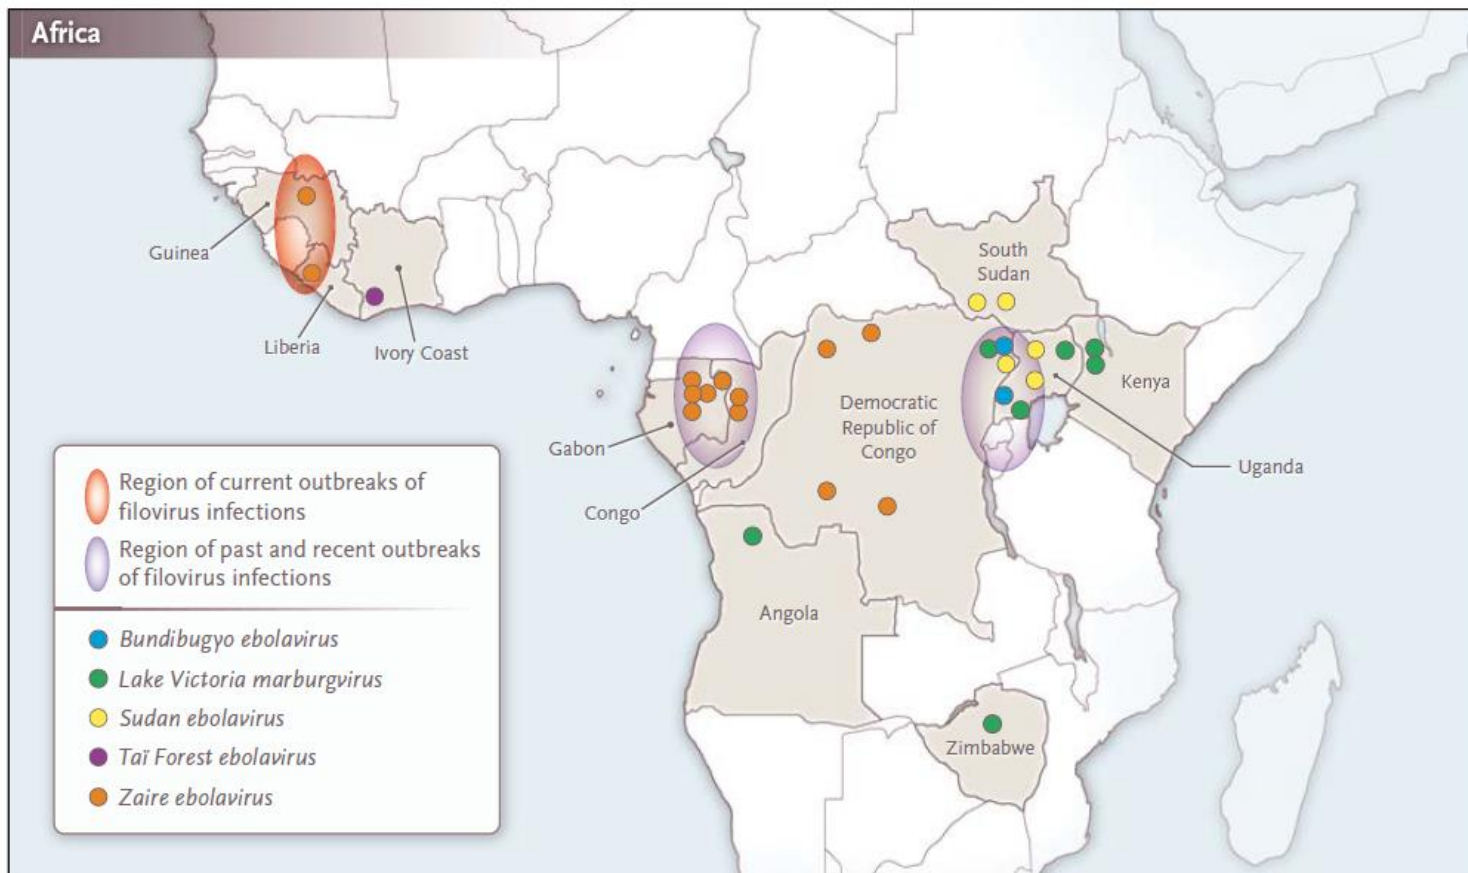 Africa
Guinea
Liberia
Ivory Coast
South
Sudan
Kenya
Democratic
Republic of
Congo
Gabon
Uganda
Congo
Angola
Zimbabwe
Region of current outbreaks of
filovirus infections
Region of past and recent outbreaks
of filovirus infections
Bundibugyo ebolavirus
Lake Victoria marburgvirus
Sudan ebolavirus
Taï Forest ebolavirus
Zaire ebolavirus